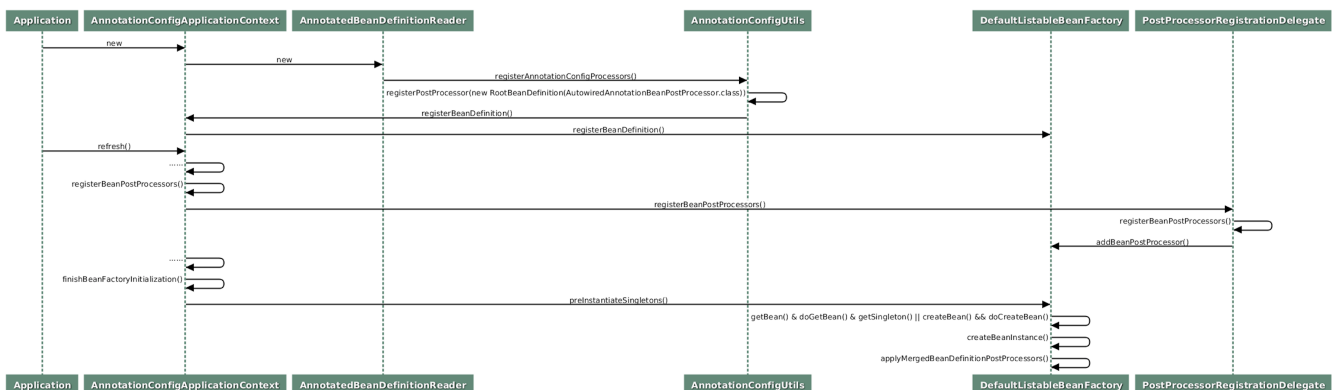 Application AnnotationConfigApplicationContext AnnotatedBeanDefinitionReader AnnotationConfigUtils DefaultListableBeanFactory PostProcessorRegistrationDelegate
new
new
registerAnnotationConfigProcessors()
registerPostProcessor(new RootBeanDefinition(AutowiredAnnotationBeanPostProcessor.class))
registerBeanDefinition()
registerBeanDefinition()
refresh()
......
registerBeanPostProcessors()
registerBeanPostProcessors()
registerBeanPostProcessors()
addBeanPostProcessor()
......
finishBeanFactoryInitialization()
preInstantiateSingletons()
getBean() & doGetBean() & getSingleton() || createBean() && doCreateBean()
createBeanInstance()
applyMergedBeanDefinitionPostProcessors()
Application AnnotationConfigApplicationContext AnnotatedBeanDefinitionReader AnnotationConfigUtils DefaultListableBeanFactory PostProcessorRegistrationDelegate